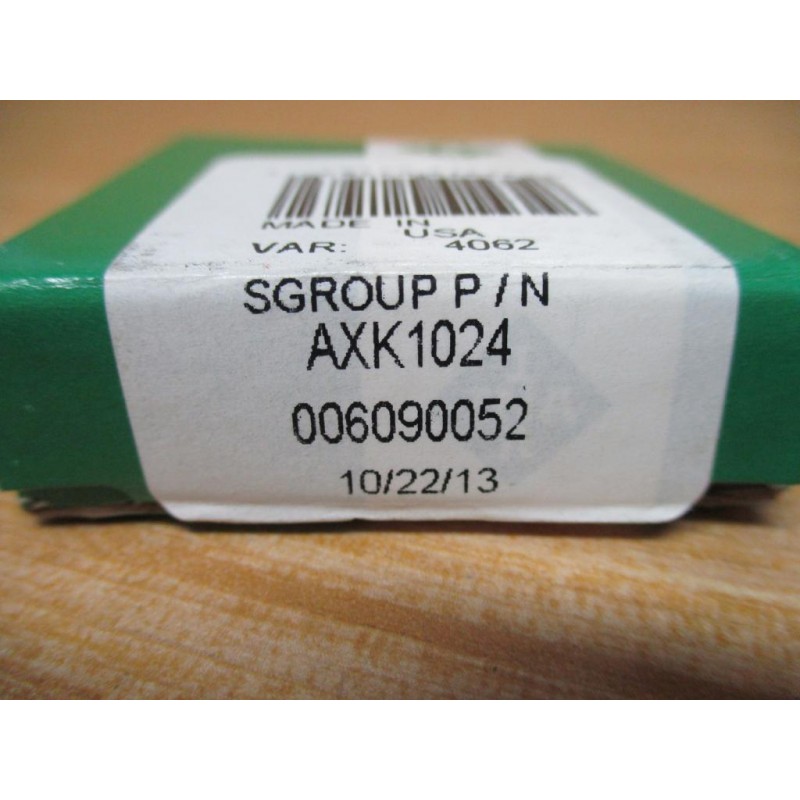 MADE IN
USA
VAR: 4062
SGROUP P/N
AXK1024
006090052
10/22/13